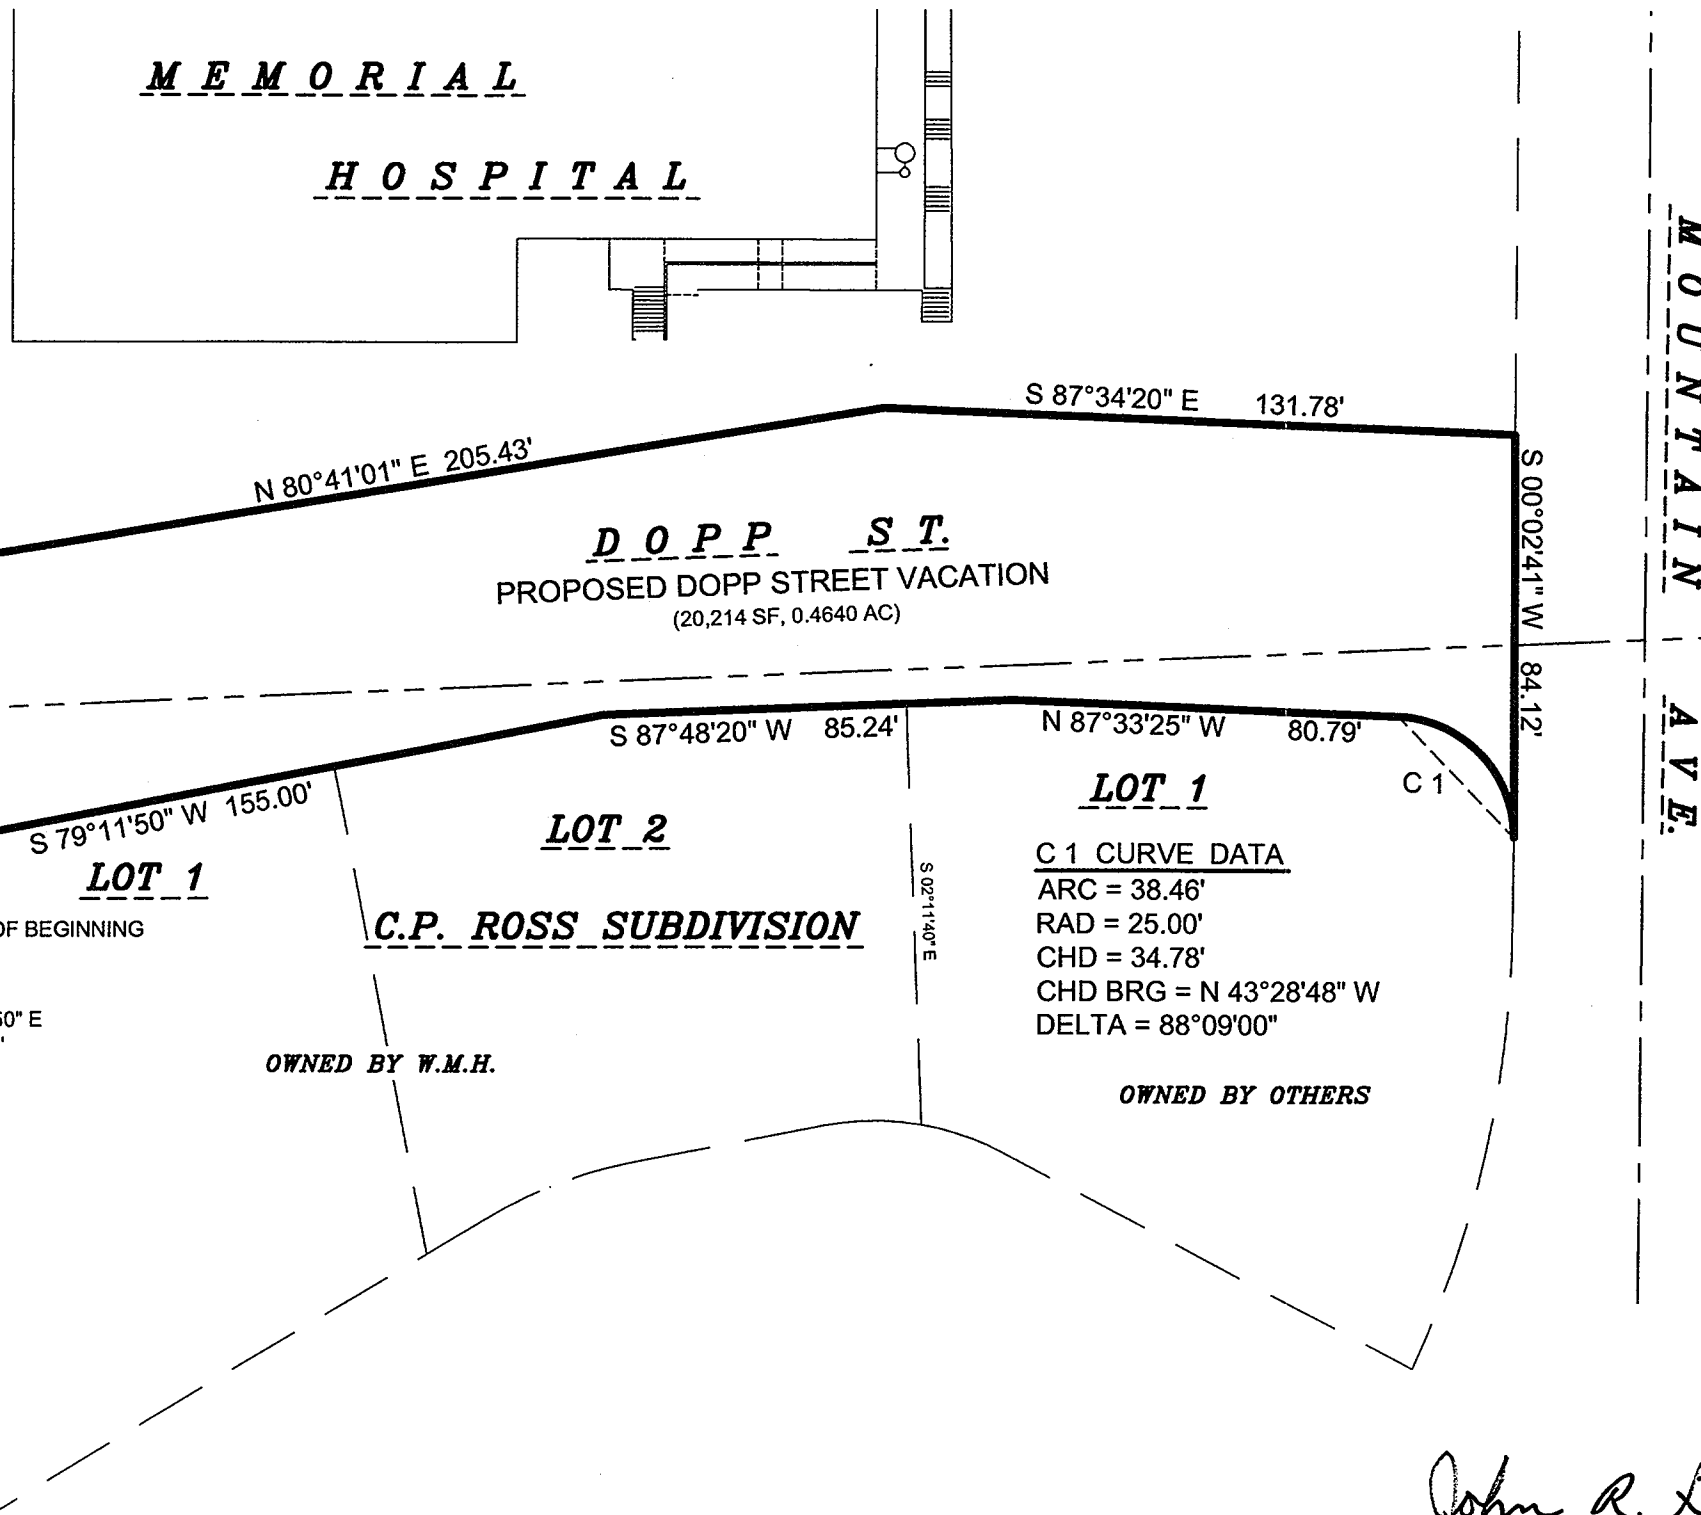 MEMORIAL
HOSPITAL
S 87°34'20" E 131.78'
N 80°41'01" E 205.43'
S 00°02'41" W 84.12'
MOUNTAIN AVE.
DOPP ST.
PROPOSED DOPP STREET VACATION
(20,214 SF, 0.4640 AC)
S 87°48'20" W 85.24'
N 87°33'25" W 80.79'
S 79°11'50" W 155.00'
C 1
LOT 1
LOT 2
LOT 1
C 1 CURVE DATA
ARC = 38.46'
RAD = 25.00'
CHD = 34.78'
CHD BRG = N 43°28'48" W
DELTA = 88°09'00"
S 02°11'40" E
OF BEGINNING
C.P. ROSS SUBDIVISION
50" E
OWNED BY W.M.H.
OWNED BY OTHERS
John R.